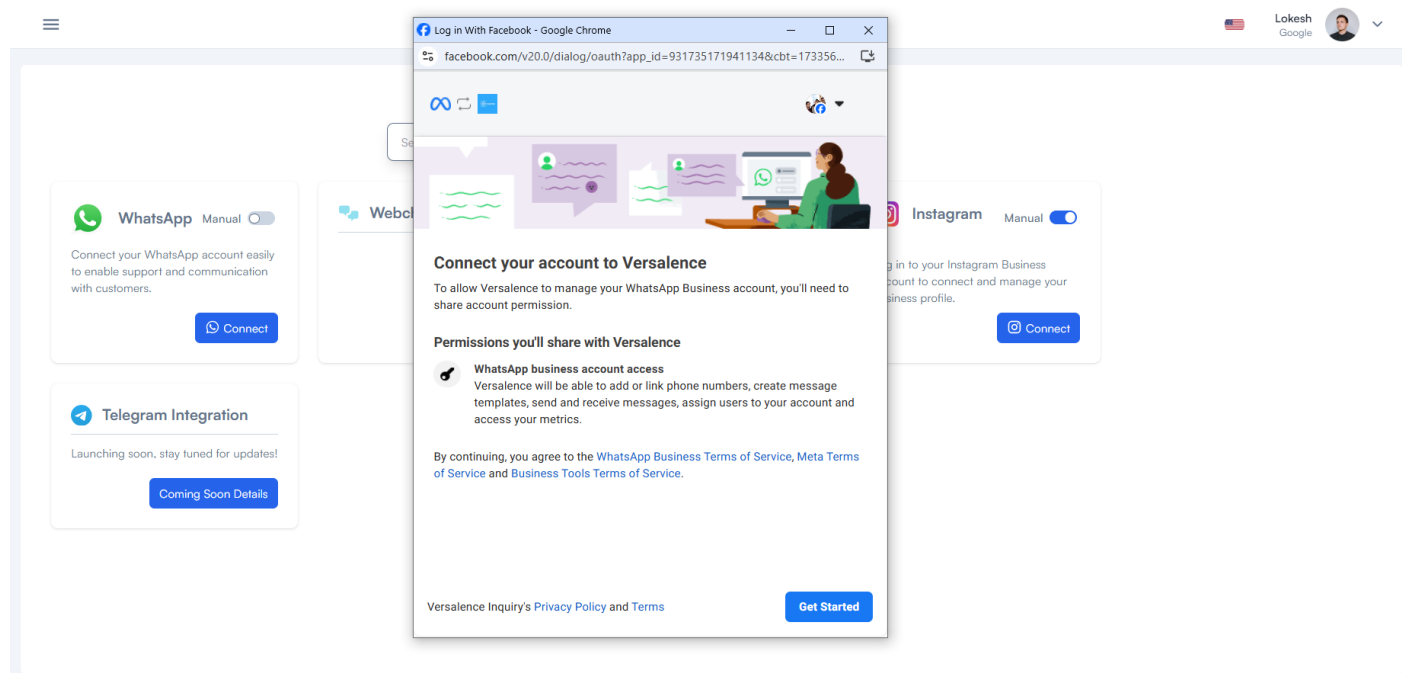 Lokesh
Google
Log in With Facebook - Google Chrome
facebook.com/v20.0/dialog/oauth?app_id=931735171941134&cbt=173356...
WhatsApp Manual
Connect your WhatsApp account easily
to enable support and communication
with customers.
Connect
Instagram Manual
in to your Instagram Business
to connect and manage your
profile.
Connect
Telegram Integration
Launching soon, stay tuned for updates!
Coming Soon Details
Connect your account to Versalence
To allow Versalence to manage your WhatsApp Business account, you'll need to
share account permission.
Permissions you'll share with Versalence
WhatsApp business account access
Versalence will be able to add or link phone numbers, create message
templates, send and receive messages, assign users to your account and
access your metrics.
By continuing, you agree to the WhatsApp Business Terms of Service, Meta Terms
of Service and Business Tools Terms of Service.
Versalence Inquiry's Privacy Policy and Terms
Get Started